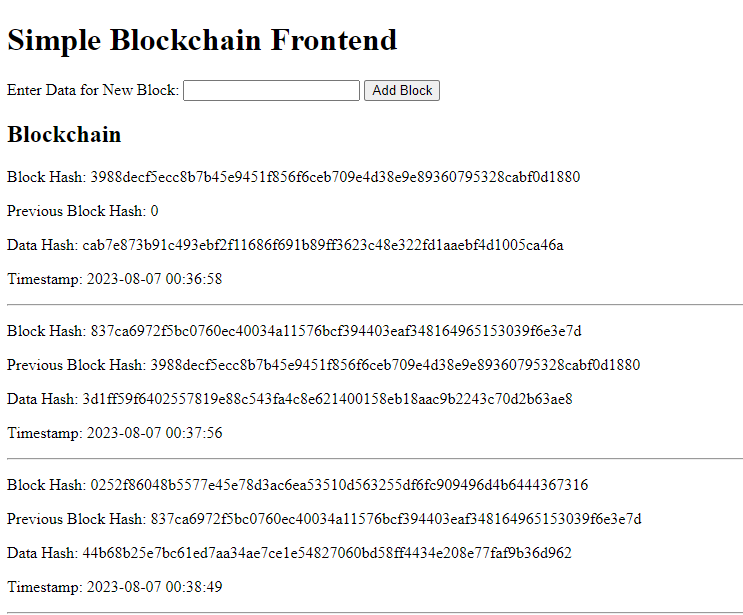 Simple Blockchain Frontend
Enter Data for New Block: Add Block
Blockchain
Block Hash: 3988decf5ecc8b7b45e9451f856f6ceb709e4d38e9e89360795328cabf0d1880
Previous Block Hash: 0
Data Hash: cab7e873b91c493ebf2f11686f691b89ff3623c48e322fd1aaebf4d1005ca46a
Timestamp: 2023-08-07 00:36:58
Block Hash: 837ca6972f5bc0760ec40034a11576bcf394403eaf348164965153039f6e3e7d
Previous Block Hash: 3988decf5ecc8b7b45e9451f856f6ceb709e4d38e9e89360795328cabf0d1880
Data Hash: 3d1ff59f6402557819e88c543fa4c8e621400158eb18aac9b2243c70d2b63ae8
Timestamp: 2023-08-07 00:37:56
Block Hash: 0252f86048b5577e45e78d3ac6ea53510d563255df6fc909496d4b6444367316
Previous Block Hash: 837ca6972f5bc0760ec40034a11576bcf394403eaf348164965153039f6e3e7d
Data Hash: 44b68b25e7bc61ed7aa34ae7ce1e54827060bd58ff4434e208e77faf9b36d962
Timestamp: 2023-08-07 00:38:49